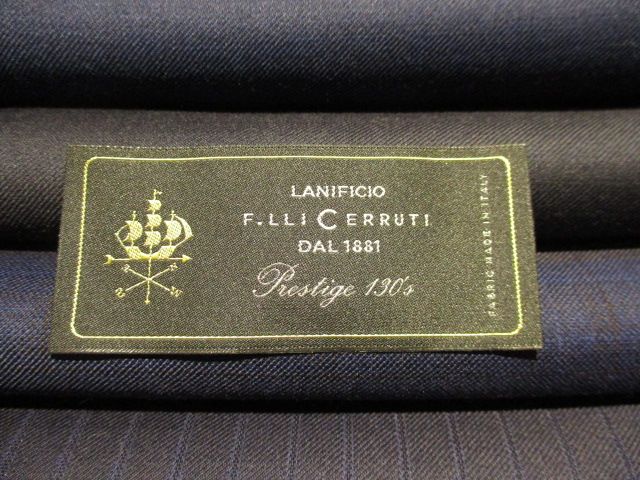 LANIFICIO
F.LLI CERRUTI
DAL 1881
Prestige 130's
FABRIC MADE IN ITALY